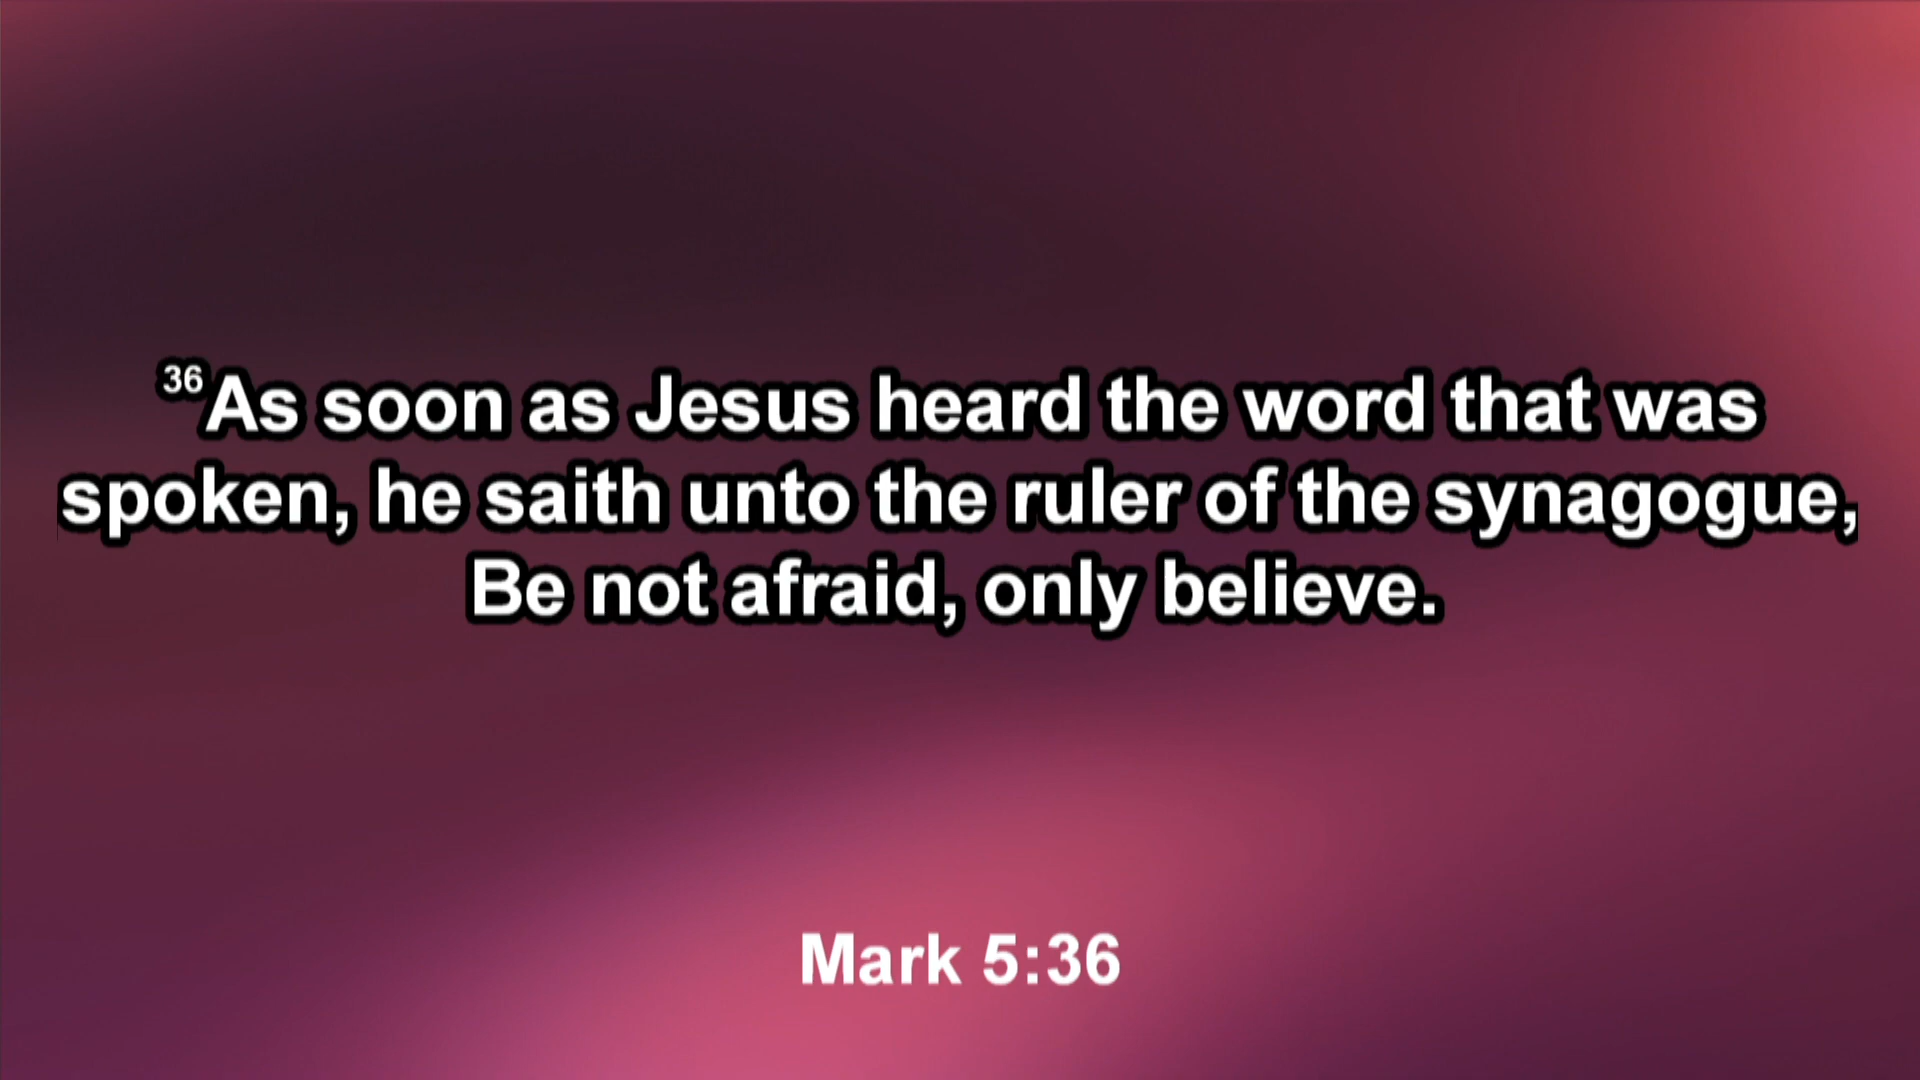 36As soon as Jesus heard the word that was
spoken, he saith unto the ruler of the synagogue,
Be not afraid, only believe.
Mark 5:36